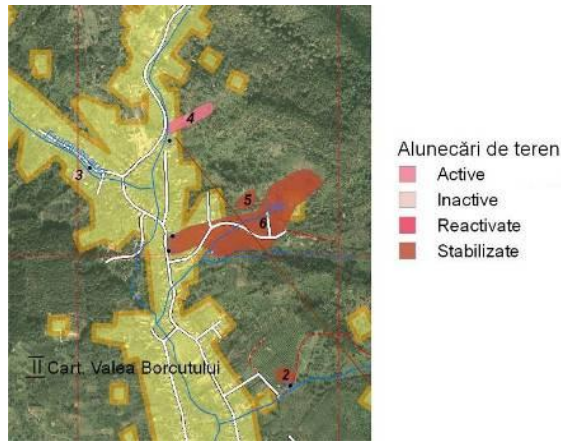 4
3
5
6
2
II Cart. Valea Borcutului
Alunecări de teren
Active
Inactive
Reactivate
Stabilizate